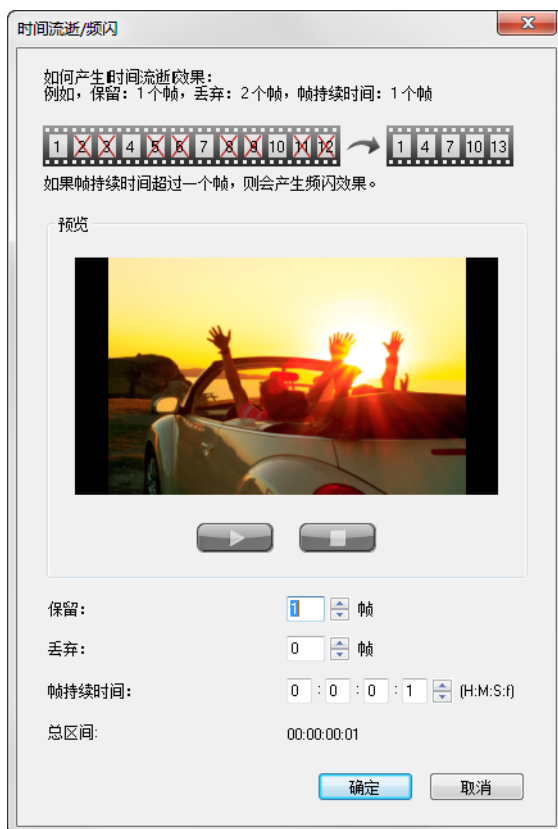 时间流逝/频闪
如何产生时间流逝效果：
例如，保留：1个帧，丢弃：2个帧，帧持续时间：1个帧
1 2 3 4 5 6 7 8 9 10 11 12 1 4 7 10 13
如果帧持续时间超过一个帧，则会产生频闪效果。
预览
保留： 1 帧
丢弃： 0 帧
帧持续时间： 0 : 0 : 0 : 1 (H:M:S:f)
总区间: 00:00:00:01
确定 取消